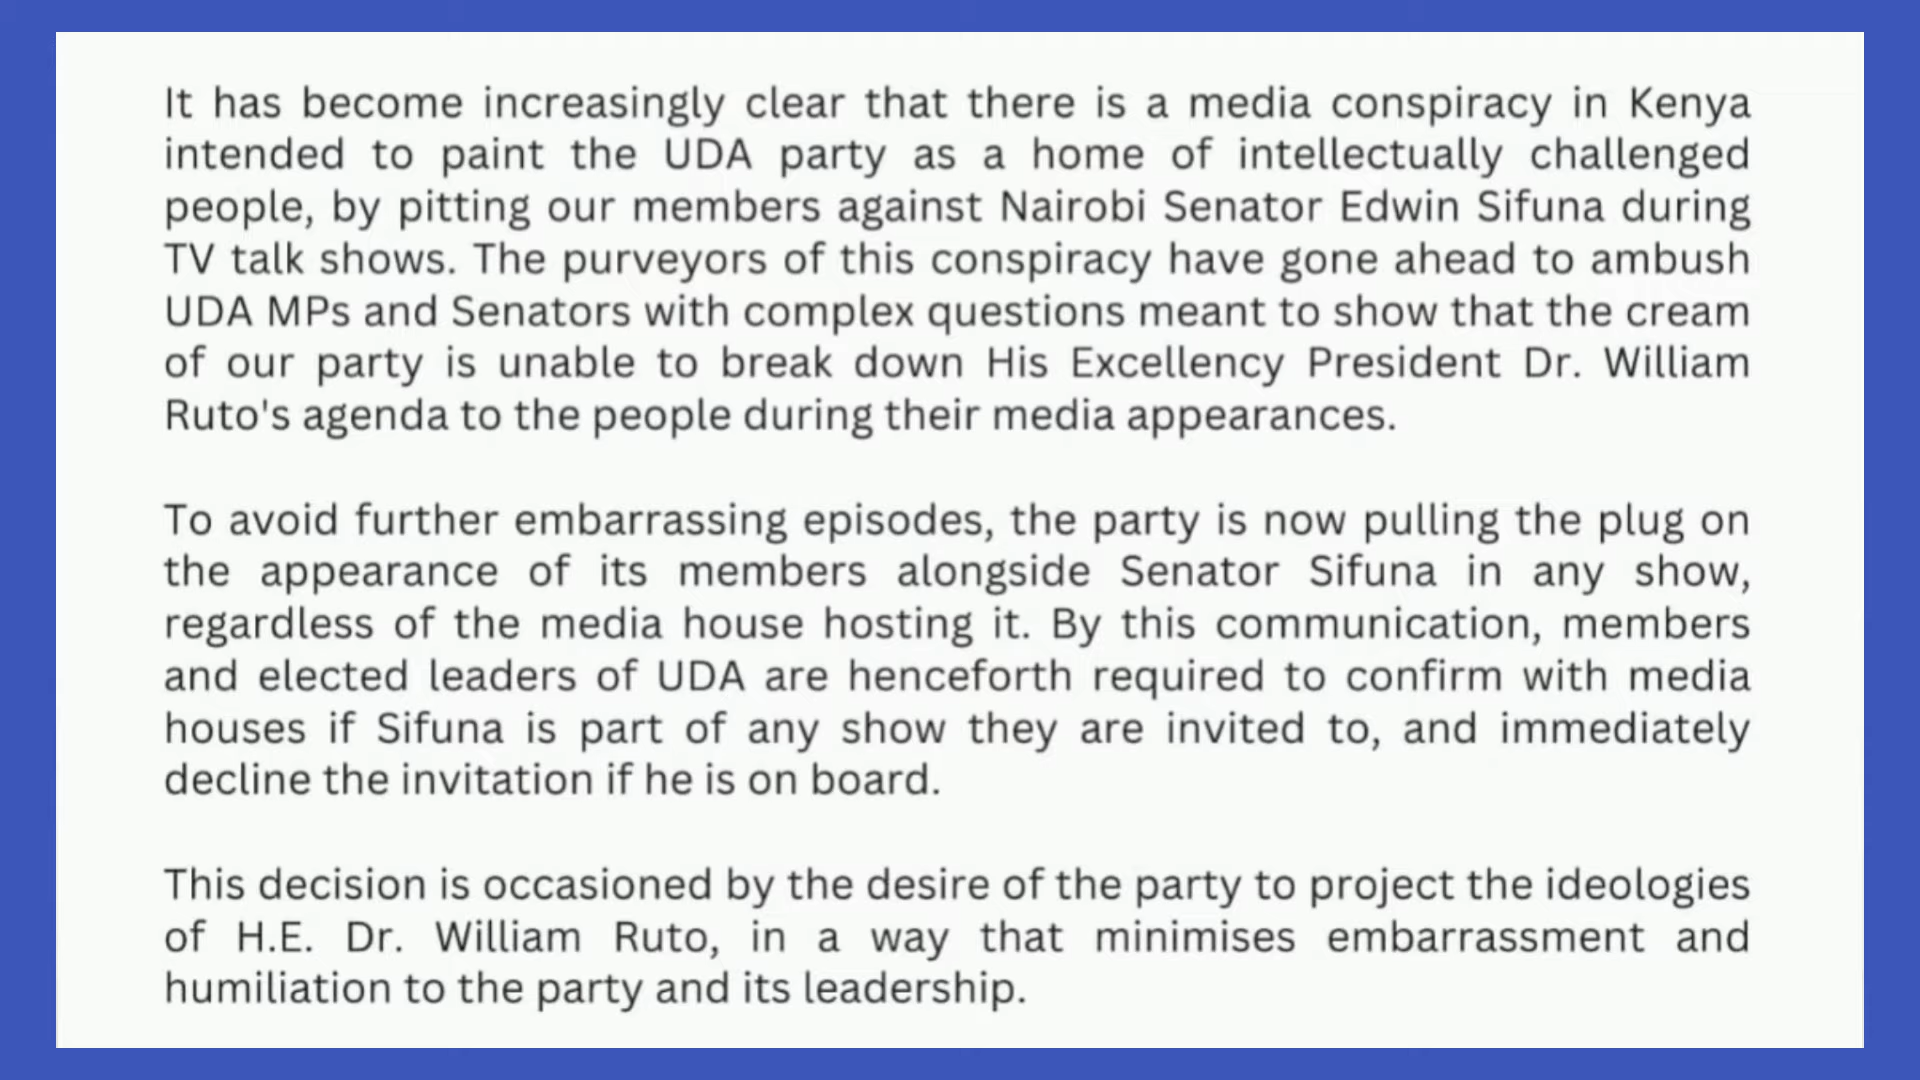 It has become increasingly clear that there is a media conspiracy in Kenya
intended to paint the UDA party as a home of intellectually challenged
people, by pitting our members against Nairobi Senator Edwin Sifuna during
TV talk shows. The purveyors of this conspiracy have gone ahead to ambush
UDA MPs and Senators with complex questions meant to show that the cream
of our party is unable to break down His Excellency President Dr. William
Ruto's agenda to the people during their media appearances.
To avoid further embarrassing episodes, the party is now pulling the plug on
the appearance of its members alongside Senator Sifuna in any show,
regardless of the media house hosting it. By this communication, members
and elected leaders of UDA are henceforth required to confirm with media
houses if Sifuna is part of any show they are invited to, and immediately
decline the invitation if he is on board.
This decision is occasioned by the desire of the party to project the ideologies
of H.E. Dr. William Ruto, in a way that minimises embarrassment and
humiliation to the party and its leadership.